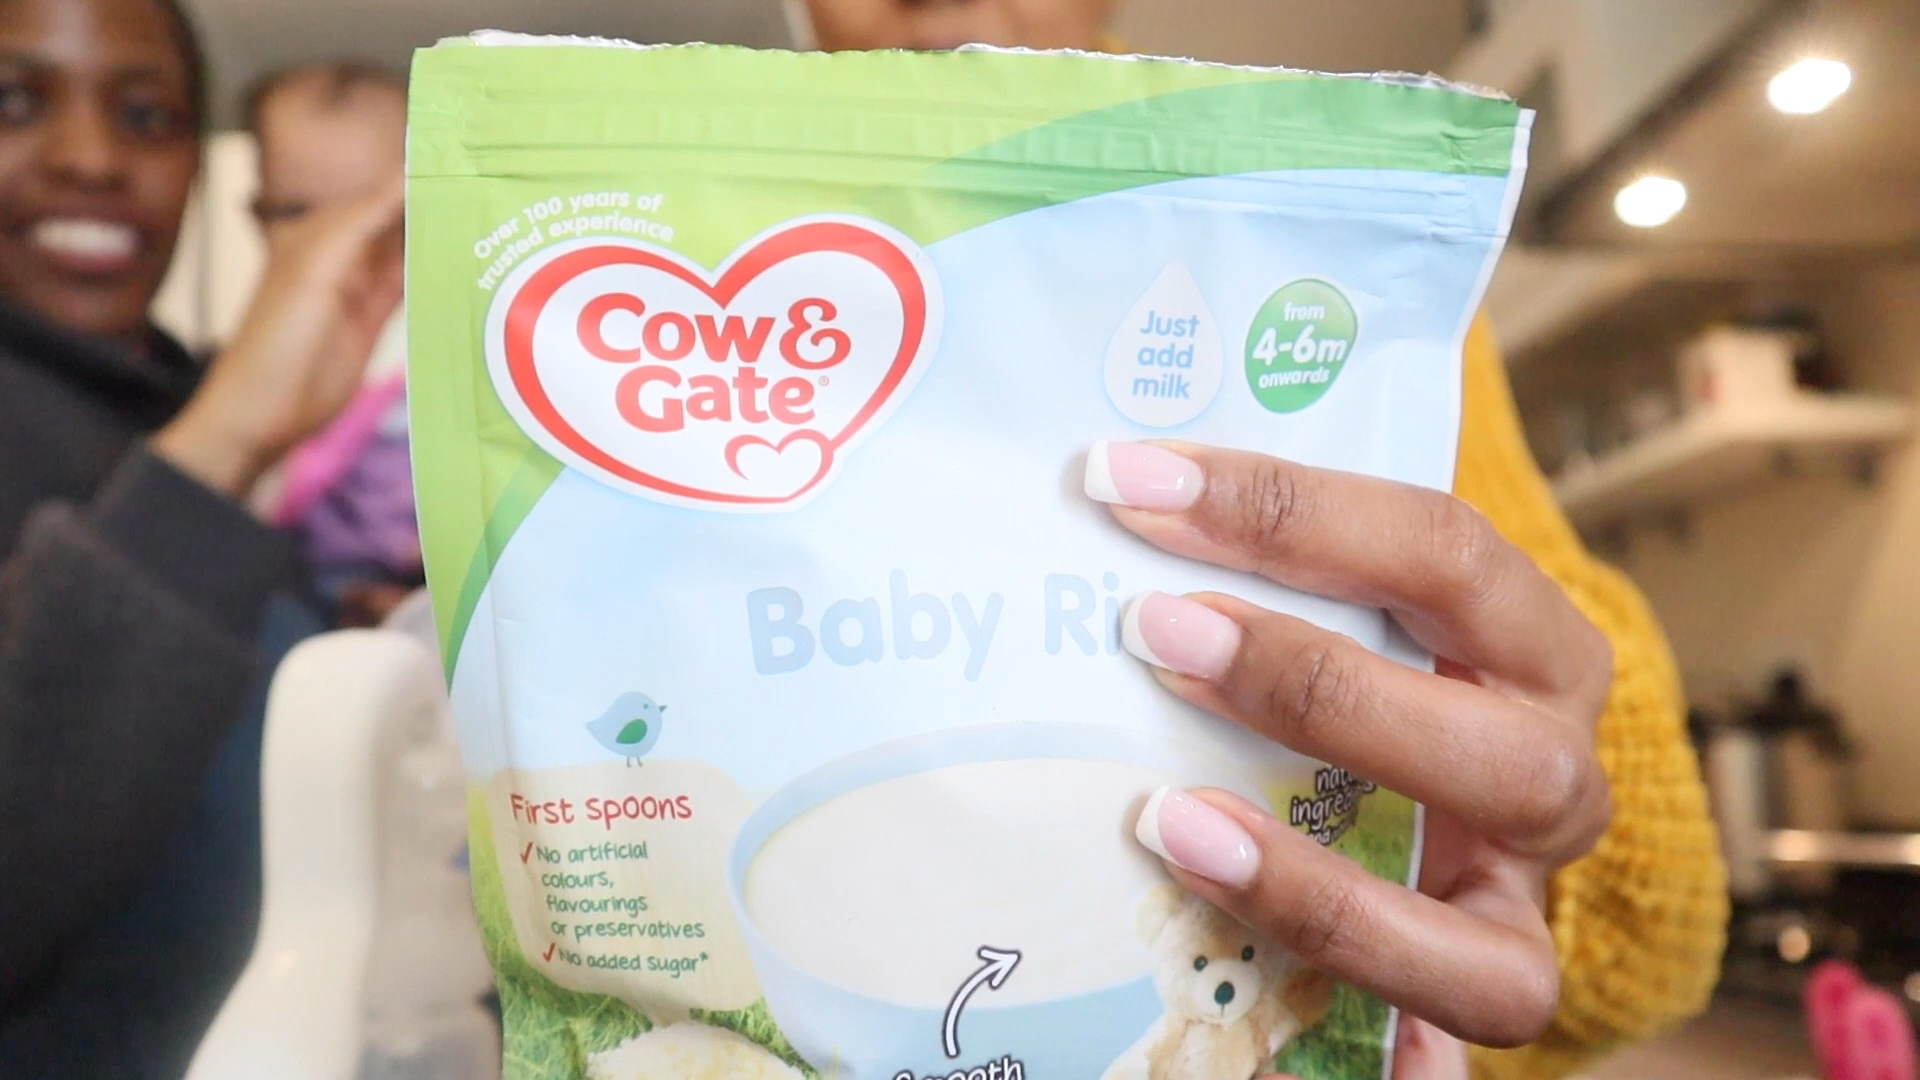 Over 100 years of
trusted experience
Cow &
Gate
Just
add
milk
from
4-6m
onwards
Baby
First spoons
✓No artificial
colours,
flavourings
or preservatives
✓No added sugar*